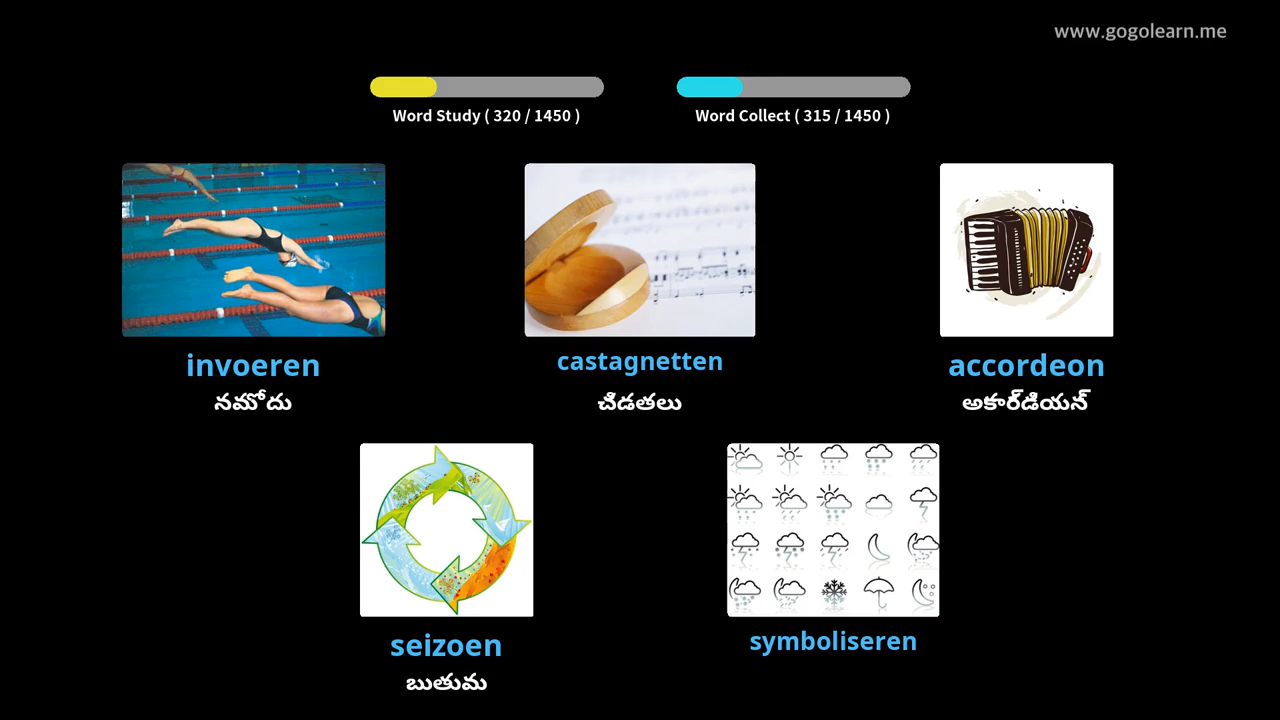 www.gogolearn.me
Word Study ( 320 / 1450 )
Word Collect ( 315 / 1450 )
invoeren
నమోదు
castagnetten
చిడతలు
accordeon
అకార్డియన్
seizoen
బుతువు
symboliseren